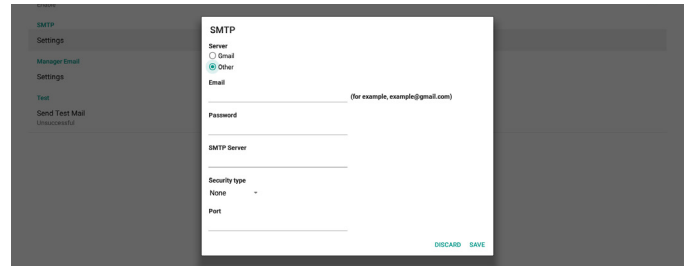 Enable
SMTP
Settings
Manager Email
Settings
Test
Send Test Mail
Unsuccessful
SMTP
Server
Gmail
Other
Email
(for example, example@gmail.com)
Password
SMTP Server
Security type
None
Port
DISCARD SAVE